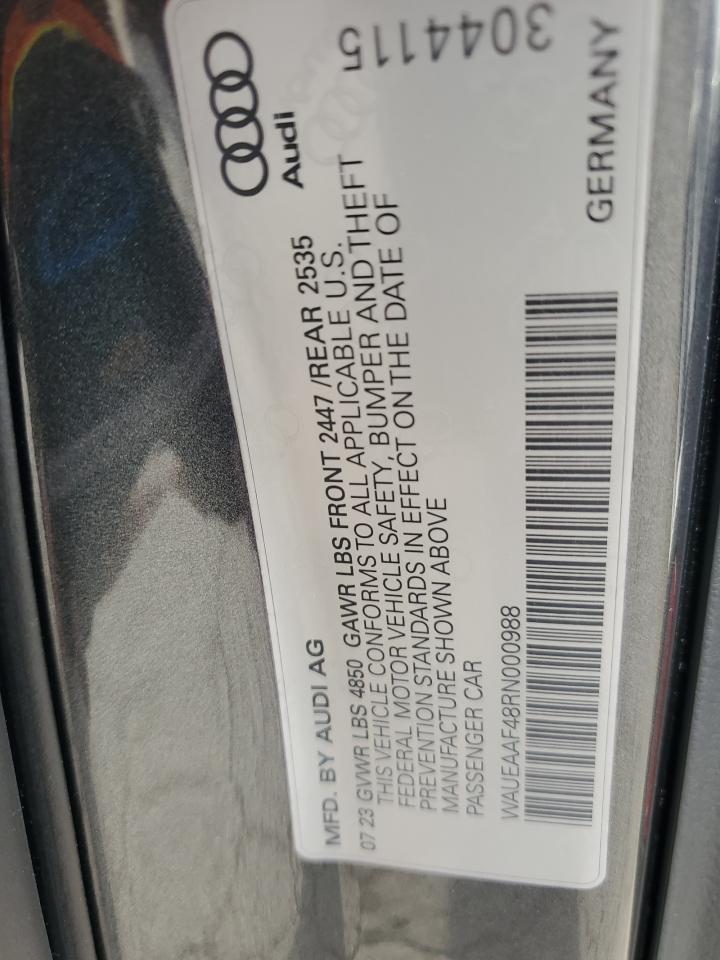 MFD. BY AUDI AG
Audi
07 23 GVWR LBS 4850 GAWR LBS FRONT 2447 /REAR 2535
THIS VEHICLE CONFORMS TO ALL APPLICABLE U.S.
FEDERAL MOTOR VEHICLE SAFETY, BUMPER AND THEFT
PREVENTION STANDARDS IN EFFECT ON THE DATE OF
MANUFACTURE SHOWN ABOVE
PASSENGER CAR
WAUEAAF48RN000988
GERMANY
3044115